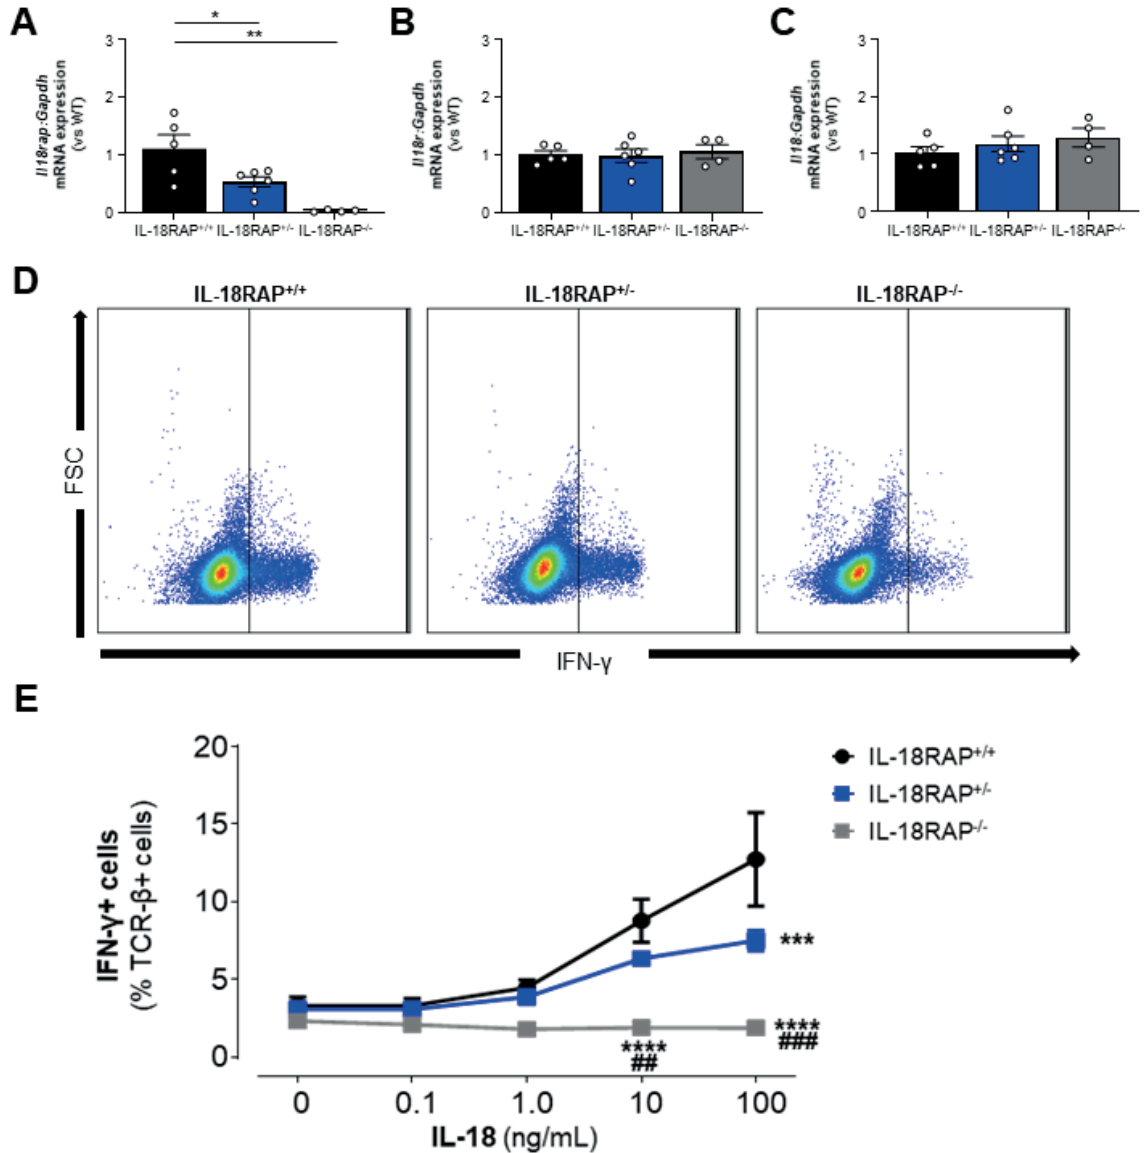 A
*
**
3
2
1
0
Il18rap:Gapdh
mRNA expression
(vs WT)
IL-18RAP+/+ IL-18RAP+/- IL-18RAP-/-
B
3
2
1
0
Il18r:Gapdh
mRNA expression
(vs WT)
IL-18RAP+/+ IL-18RAP+/- IL-18RAP-/-
C
3
2
1
0
Il18:Gapdh
mRNA expression
(vs WT)
IL-18RAP+/+ IL-18RAP+/- IL-18RAP-/-
D
IL-18RAP+/+
IL-18RAP+/-
IL-18RAP-/-
FSC
IFN-γ
E
20
15
10
5
0
IFN-γ+ cells
(% TCR-β+ cells)
IL-18RAP+/+
IL-18RAP+/-
IL-18RAP-/-
***
****
###
****
##
0 0.1 1.0 10 100
IL-18 (ng/mL)